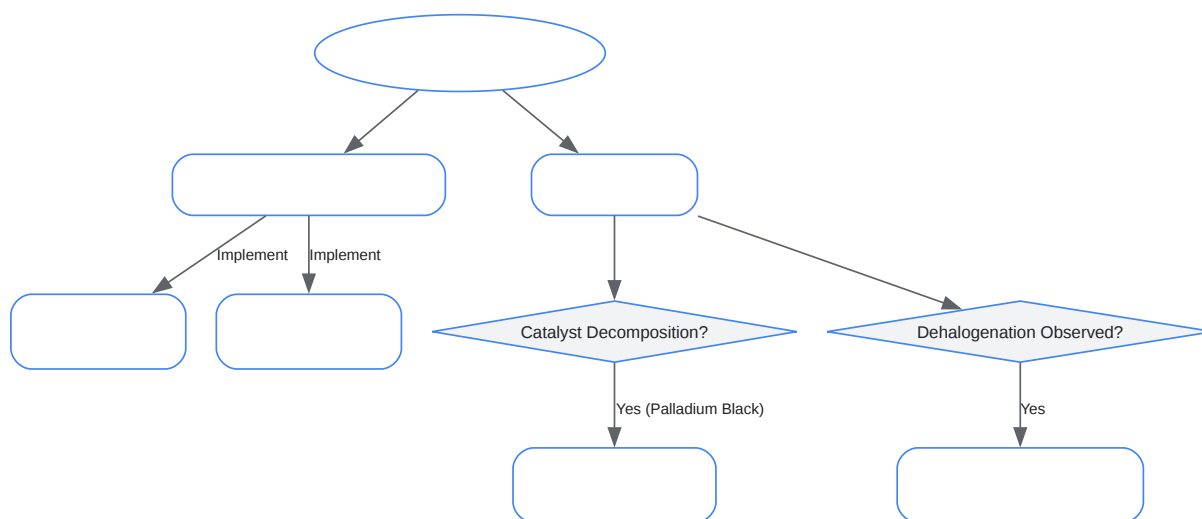 Implement
Implement
Catalyst Decomposition?
Dehalogenation Observed?
Yes (Palladium Black)
Yes